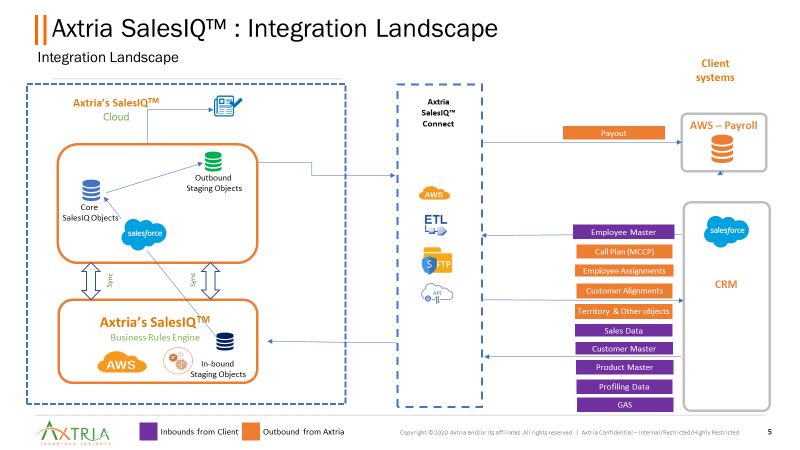 Axtria SalesIQ™ : Integration Landscape
Integration Landscape
Client
systems
Axtria's SalesIQTM
Cloud
Axtria
SalesIQ™
Connect
Payout
AWS – Payroll
Outbound
Staging Objects
Core
SalesIQ Objects
salesforce
AWS
ETL
$ FTP
API
Employee Master
Call Plan (MCCP)
Employee Assignments
Customer Alignments
Territory & Other objects
Sales Data
Customer Master
Product Master
Profiling Data
GAS
salesforce
CRM
Sync
Sync
Axtria's SalesIQTM
Business Rules Engine
AWS
In-bound
Staging Objects
AXTRIA
INGENIOUS INSIGHTS
Inbounds from Client
Outbound from Axtria
Copyright © 2020 Axtria and/or its affiliates. All rights reserved. | Axtria Confidential – Internal/Restricted/Highly Restricted
5